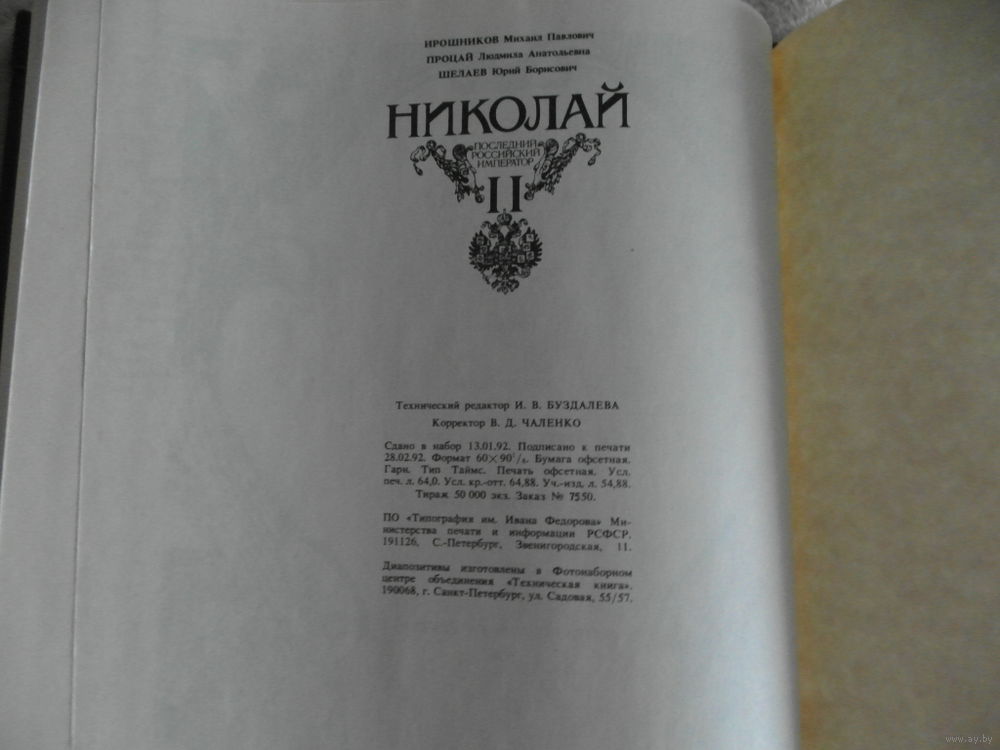 ИРОШНИКОВ Михаил Павлович
ПРОЦАЙ Людмила Анатольевна
ШЕЛАЕВ Юрий Борисович
НИКОЛАЙ
ПОСЛЕДНИЙ
РОССИЙСКИЙ
ИМПЕРАТОР
II
Технический редактор И. В. БУЗДАЛЕВА
Корректор В. Д. ЧАЛЕНКО
Сдано в набор 13.01.92. Подписано к печати
28.02.92. Формат 60×90¹/₈. Бумага офсетная.
Гарн. Тип Таймс. Печать офсетная. Усл.
печ. л. 64,0. Усл. кр.-отт. 64,88. Уч.-изд. л. 54,88.
Тираж 50 000 экз. Заказ № 7550.
ПО «Типография им. Ивана Федорова» Ми-
нистерства печати и информации РСФСР,
191126, С.-Петербург, Звенигородская, 11.
Диапозитивы изготовлены в Фотонаборном
центре объединения «Техническая книга».
190068, г. Санкт-Петербург, ул. Садовая, 55/57.
www.ay.by